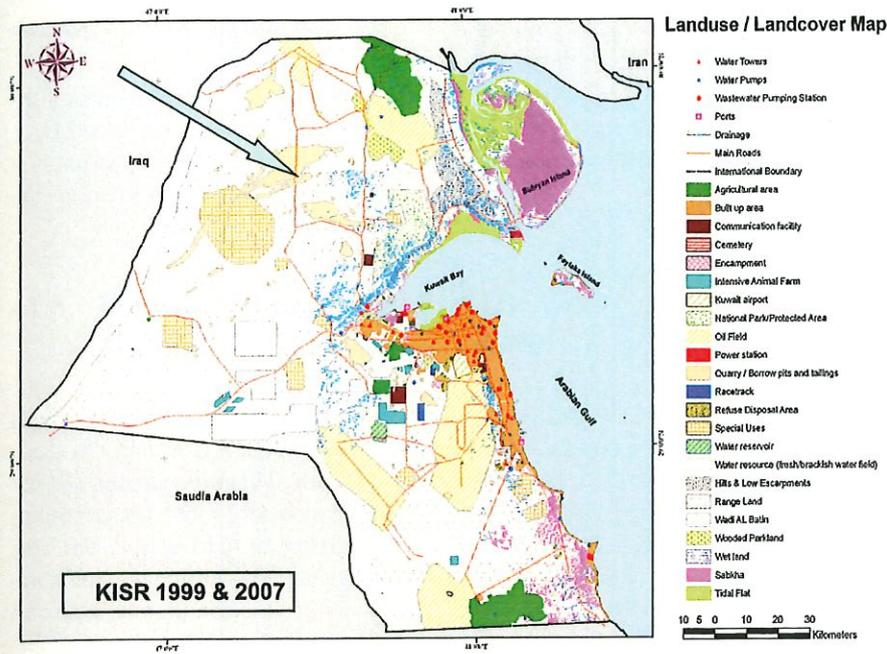 Landuse / Landcover Map
N
W
E
S
Iran
Iraq
Bubiyan Island
Kuwait Bay
Faylaka Island
Arabian Gulf
Saudia Arabia
KISR 1999 & 2007
Water Towers
Water Pumps
Wastewater Pumping Station
Ports
Drainage
Main Roads
International Boundary
Agricultural area
Built up area
Communication facility
Cemetery
Encampment
Intensive Animal Farm
Kuwait airport
National Park/Protected Area
Oil Field
Power station
Quarry / Borrow pits and tailings
Racetrack
Refuse Disposal Area
Special Uses
Water reservoir
Water resource (fresh/brackish water field)
Hills & Low Escarpments
Range Land
Wadi AL Batin
Wooded Parkland
Wet land
Sabkha
Tidal Flat
10 5 0 10 20 30
Kilometers